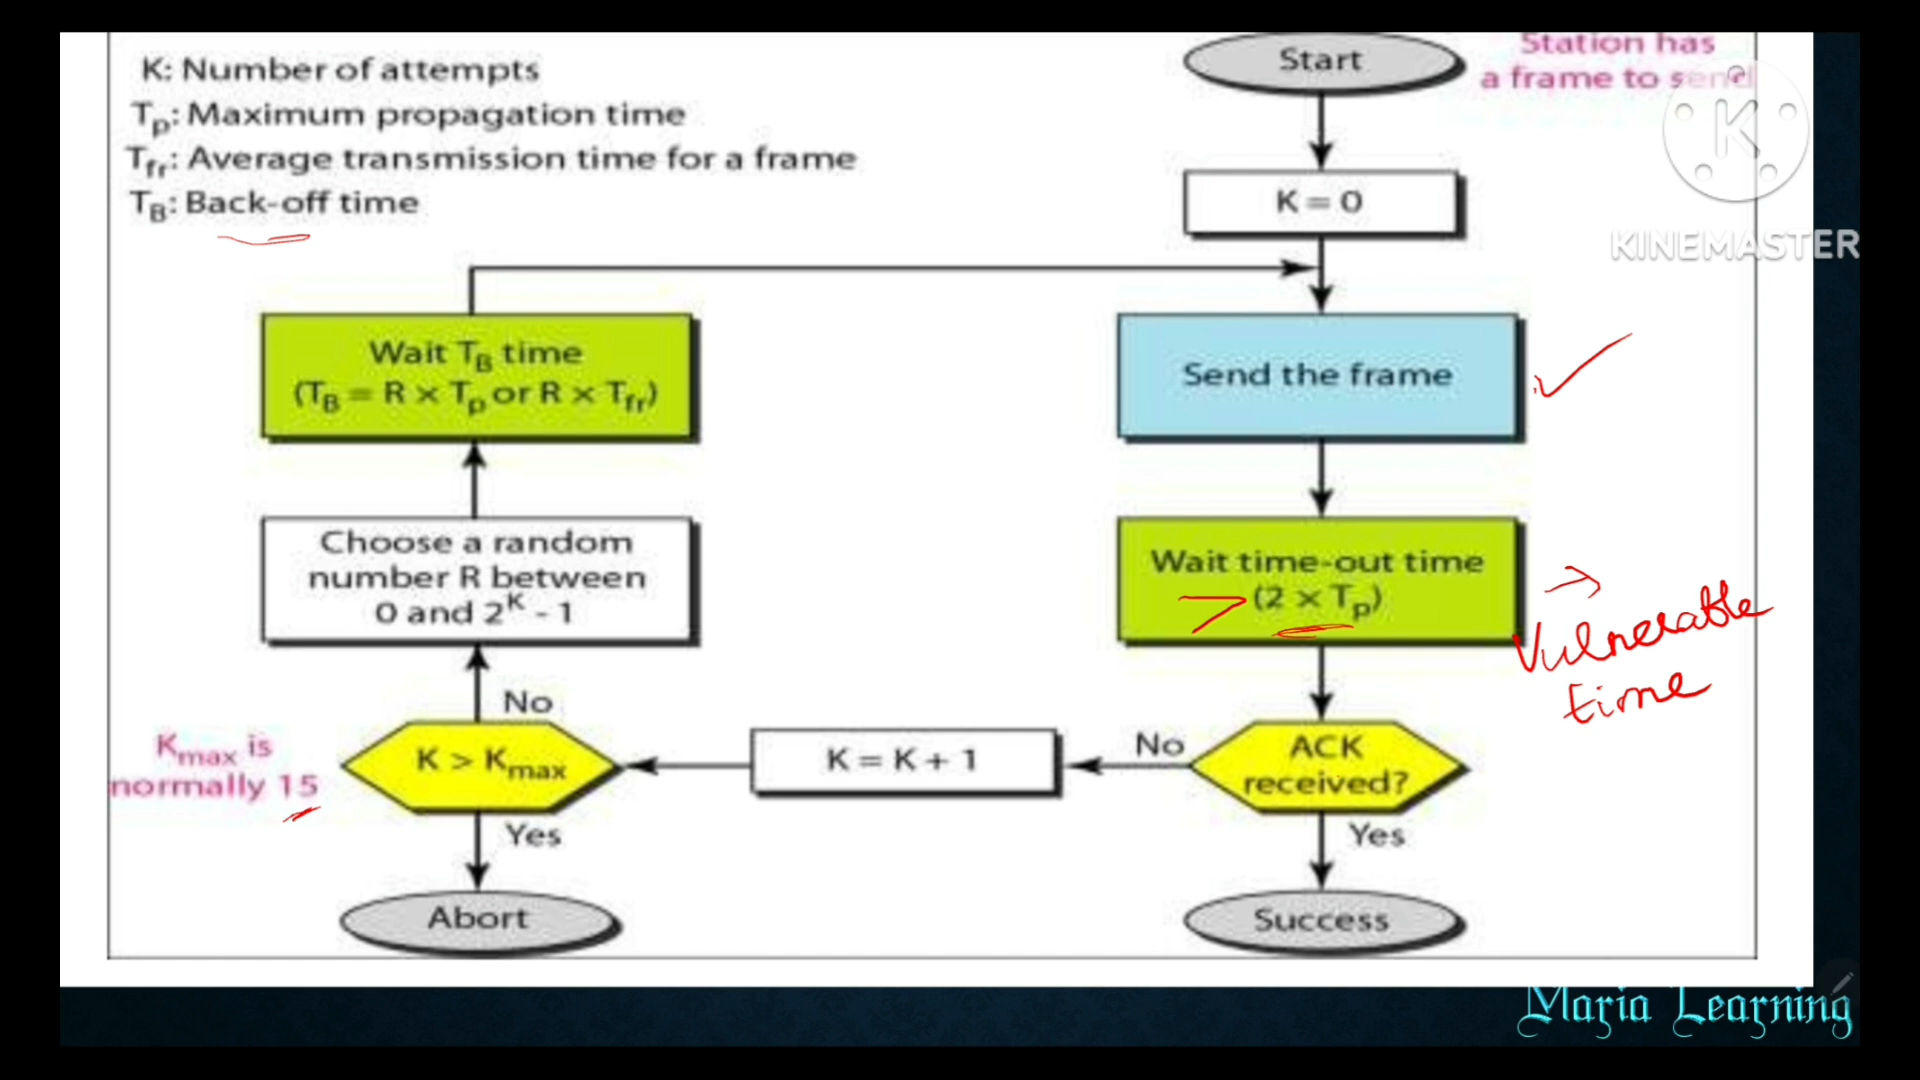 K: Number of attempts
Tp: Maximum propagation time
Tfr: Average transmission time for a frame
TB: Back-off time
Start
Station has
a frame to send
K = 0
KINEMASTER
Wait TB time
(TB = R × Tp or R × Tfr)
Send the frame
Choose a random
number R between
0 and 2^K - 1
Wait time-out time
(2 × Tp)
Vulnerable
time
No
Kmax is
normally 15
K > Kmax
K = K + 1
No
ACK
received?
Yes
Yes
Abort
Success
Maria Learning